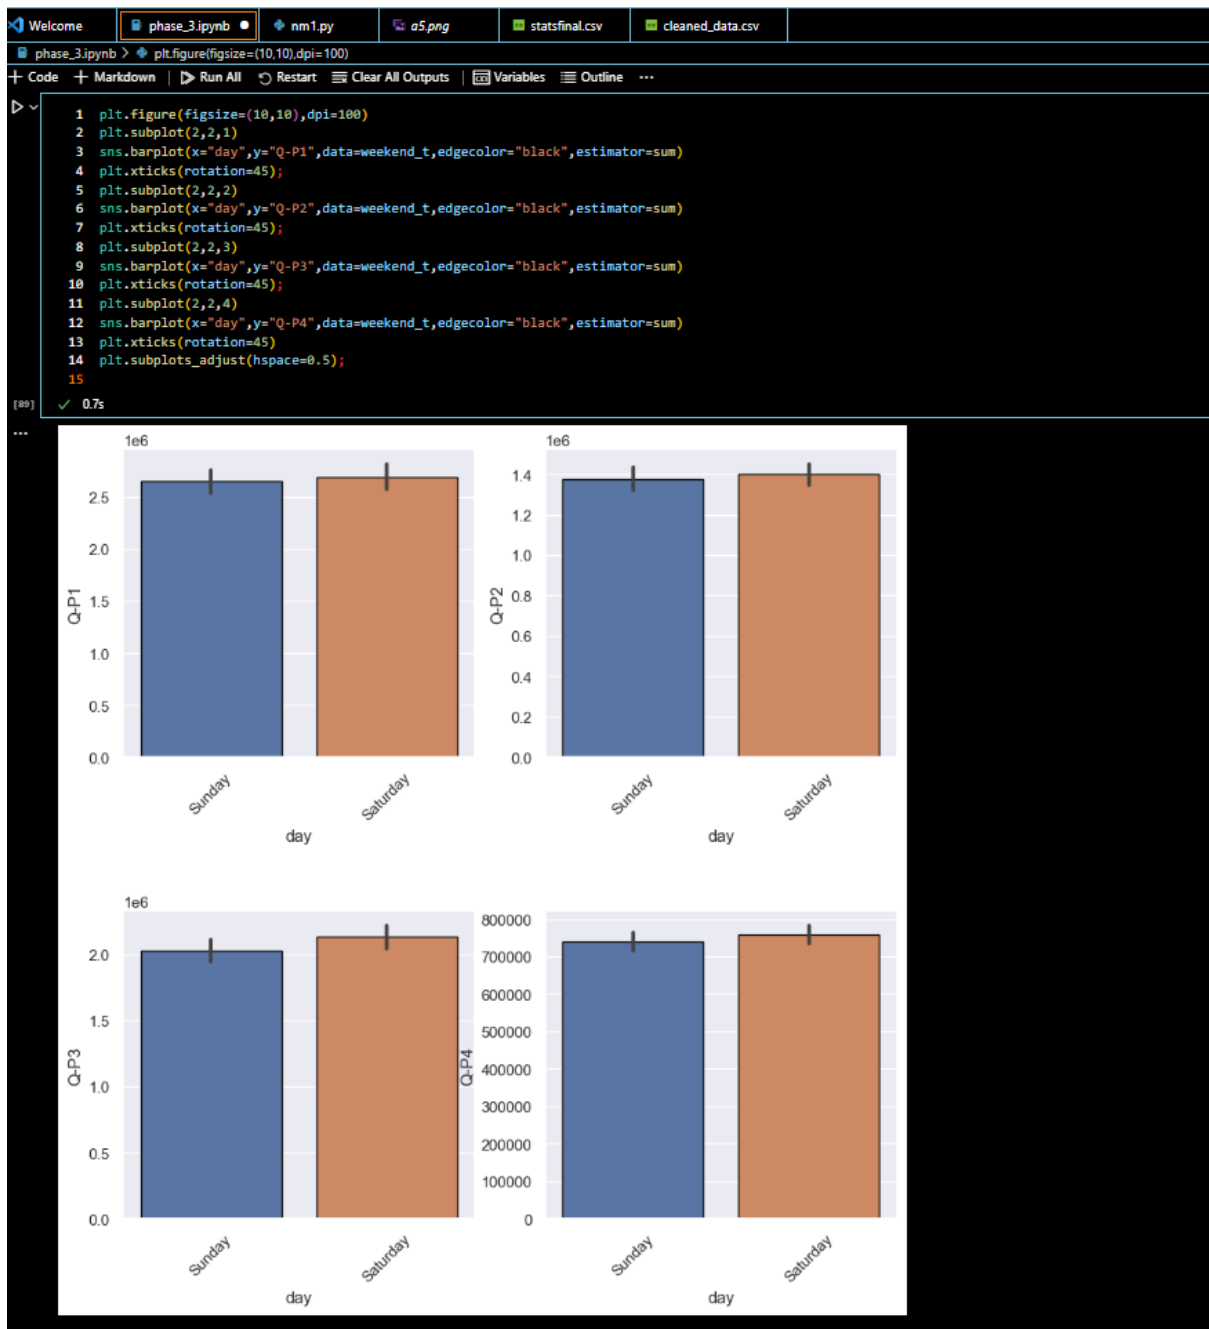 Welcome phase_3.ipynb nm1.py a5.png statsfinal.csv cleaned_data.csv
phase_3.ipynb > plt.figure(figsize=(10,10),dpi=100)
+ Code + Markdown | Run All Restart Clear All Outputs | Variables Outline ...
1 plt.figure(figsize=(10,10),dpi=100)
2 plt.subplot(2,2,1)
3 sns.barplot(x="day",y="Q-P1",data=weekend_t,edgecolor="black",estimator=sum)
4 plt.xticks(rotation=45);
5 plt.subplot(2,2,2)
6 sns.barplot(x="day",y="Q-P2",data=weekend_t,edgecolor="black",estimator=sum)
7 plt.xticks(rotation=45);
8 plt.subplot(2,2,3)
9 sns.barplot(x="day",y="Q-P3",data=weekend_t,edgecolor="black",estimator=sum)
10 plt.xticks(rotation=45);
11 plt.subplot(2,2,4)
12 sns.barplot(x="day",y="Q-P4",data=weekend_t,edgecolor="black",estimator=sum)
13 plt.xticks(rotation=45)
14 plt.subplots_adjust(hspace=0.5);
15
[89] 0.7s
...
1e6
2.5
2.0
1.5
1.0
0.5
0.0
Q-P1
Sunday Saturday
day
1e6
1.4
1.2
1.0
0.8
0.6
0.4
0.2
0.0
Q-P2
Sunday Saturday
day
1e6
2.0
1.5
1.0
0.5
0.0
Q-P3
Sunday Saturday
day
800000
700000
600000
500000
400000
300000
200000
100000
0
Q-P4
Sunday Saturday
day